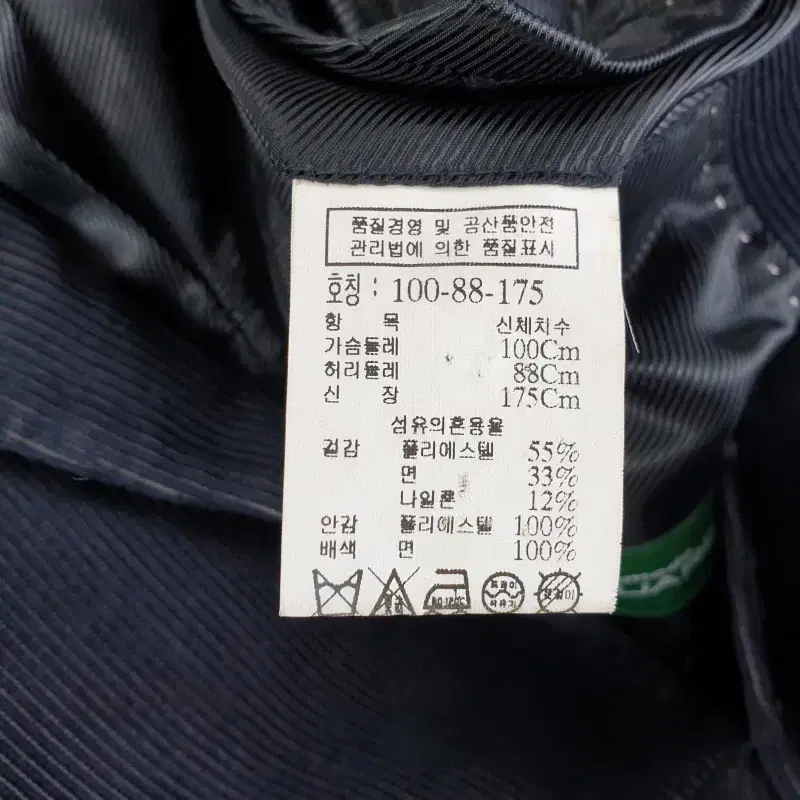 품질경영 및 공산품안전
관리법에 의한 품질표시
호칭 : 100-88-175
항 목 신체치수
가슴둘레 100Cm
허리둘레 88Cm
신 장 175Cm
섬유의혼용율
겉감 폴리에스텔 55%
면 33%
나일론 12%
안감 폴리에스텔 100%
배색 면 100%
드라이